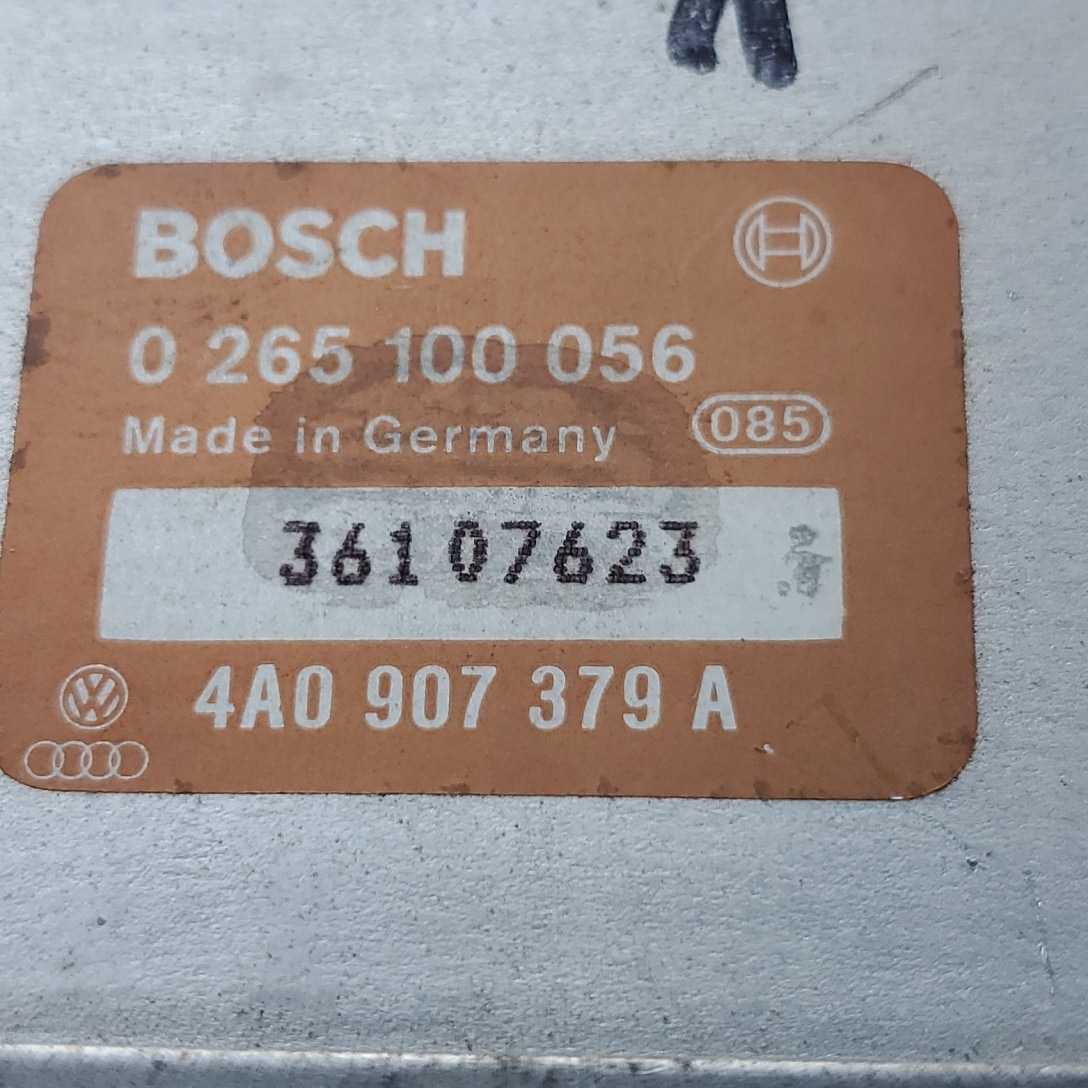 BOSCH
0 265 100 056
Made in Germany
085
36107623
4A0 907 379 A